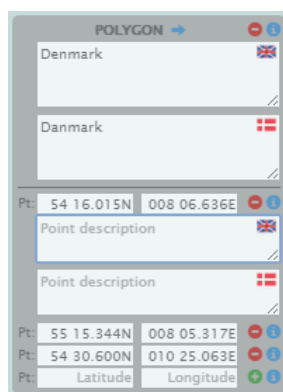 POLYGON
Denmark
Danmark
Pt: 54 16.015N 008 06.636E
Point description
Point description
Pt: 55 15.344N 008 05.317E
Pt: 54 30.600N 010 25.063E
Pt: Latitude Longitude